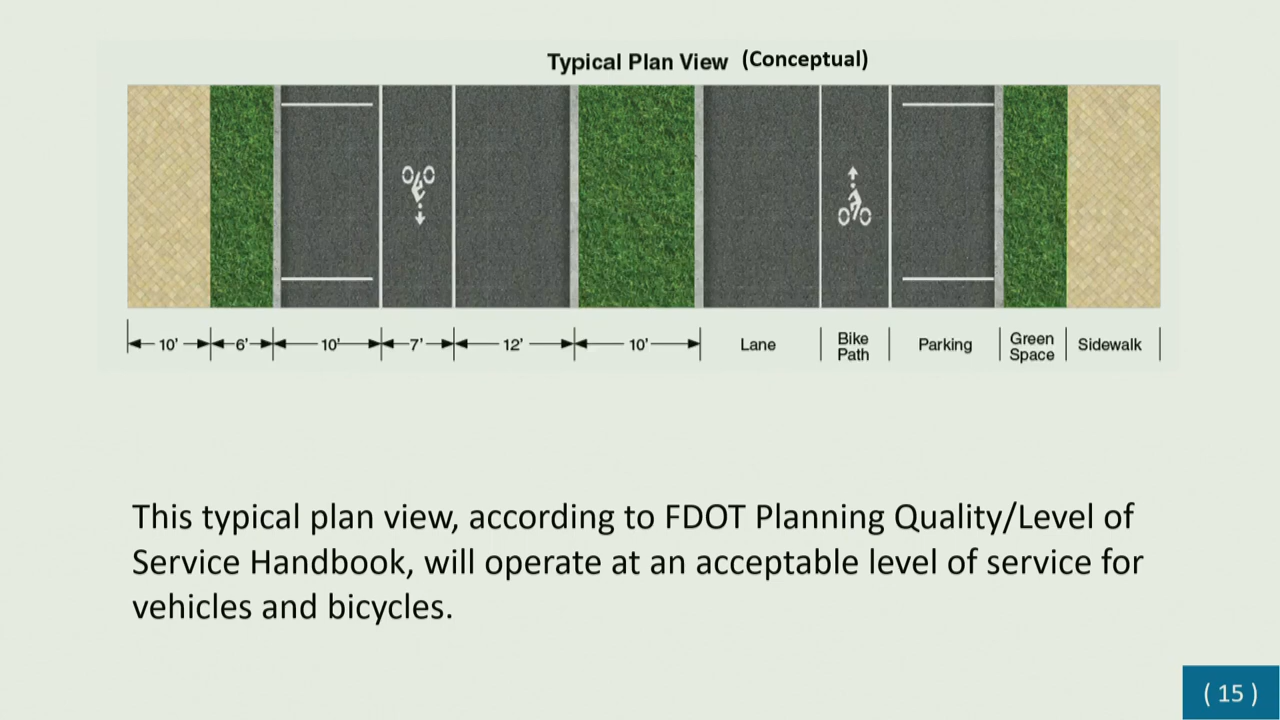 Typical Plan View (Conceptual)
10’ 6’ 10’ 7’ 12’ 10’ Lane Bike Path Parking Green Space Sidewalk
This typical plan view, according to FDOT Planning Quality/Level of
Service Handbook, will operate at an acceptable level of service for
vehicles and bicycles.
( 15 )